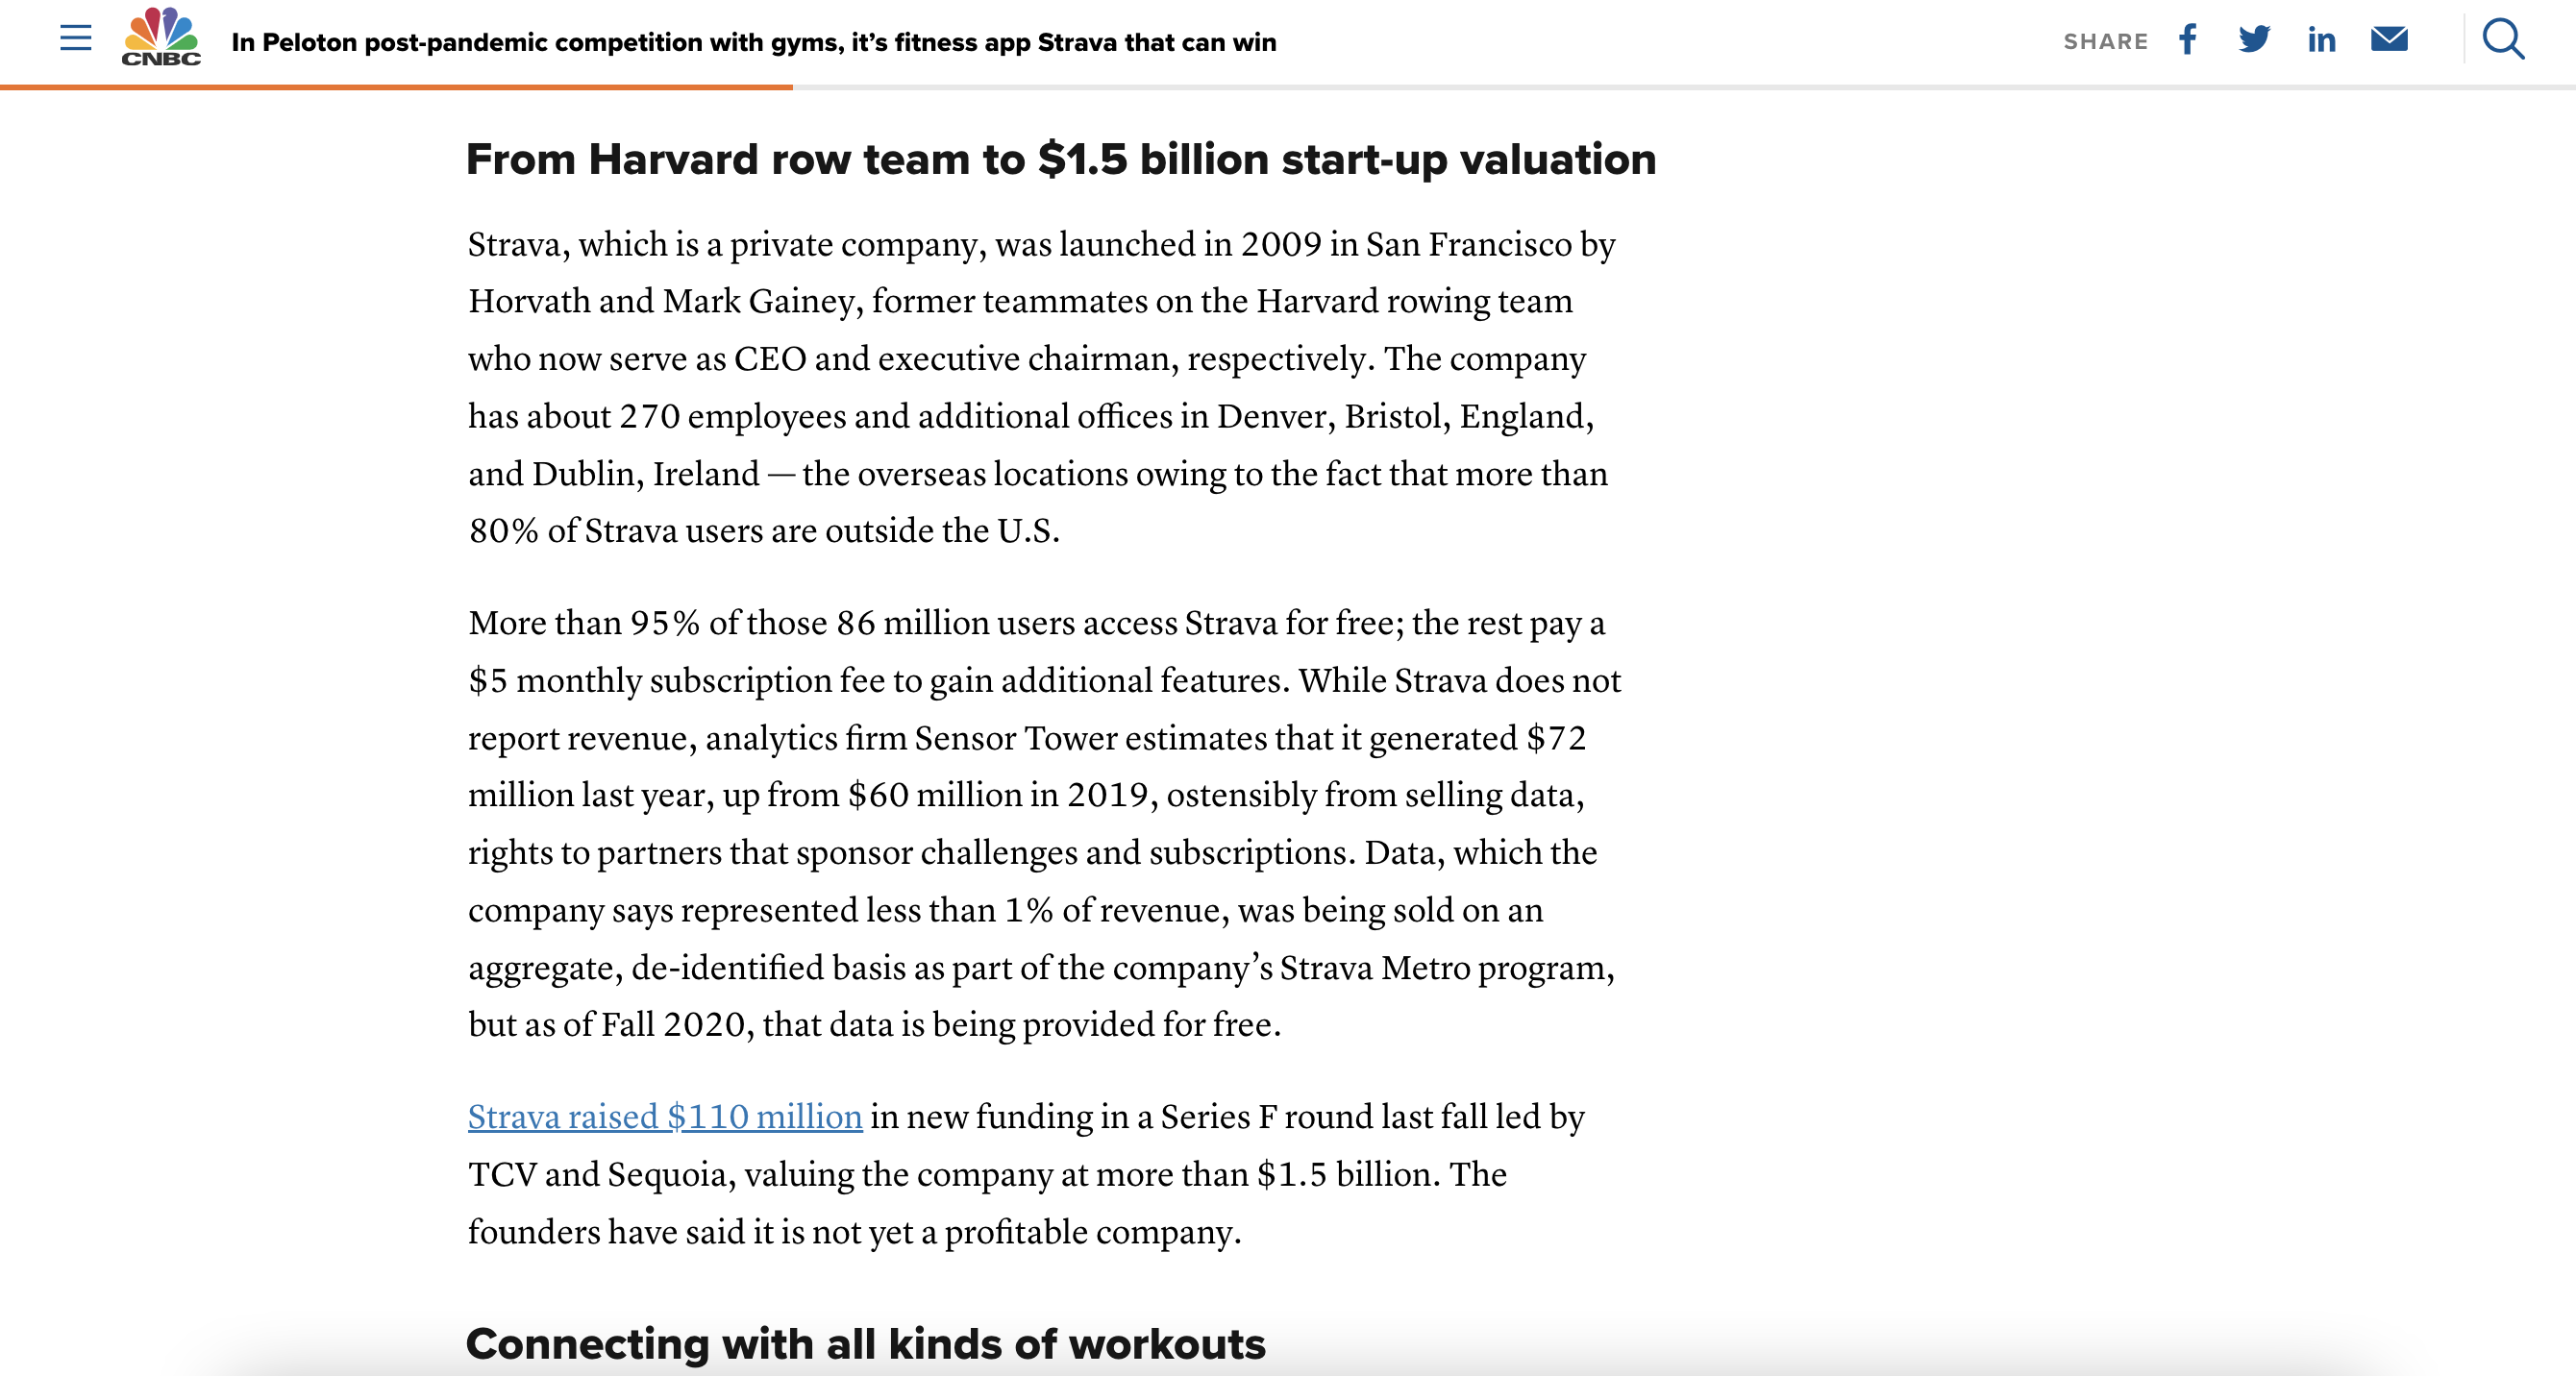 CNBC
In Peloton post-pandemic competition with gyms, it’s fitness app Strava that can win
SHARE
From Harvard row team to $1.5 billion start-up valuation
Strava, which is a private company, was launched in 2009 in San Francisco by
Horvath and Mark Gainey, former teammates on the Harvard rowing team
who now serve as CEO and executive chairman, respectively. The company
has about 270 employees and additional offices in Denver, Bristol, England,
and Dublin, Ireland — the overseas locations owing to the fact that more than
80% of Strava users are outside the U.S.
More than 95% of those 86 million users access Strava for free; the rest pay a
$5 monthly subscription fee to gain additional features. While Strava does not
report revenue, analytics firm Sensor Tower estimates that it generated $72
million last year, up from $60 million in 2019, ostensibly from selling data,
rights to partners that sponsor challenges and subscriptions. Data, which the
company says represented less than 1% of revenue, was being sold on an
aggregate, de-identified basis as part of the company’s Strava Metro program,
but as of Fall 2020, that data is being provided for free.
Strava raised $110 million in new funding in a Series F round last fall led by
TCV and Sequoia, valuing the company at more than $1.5 billion. The
founders have said it is not yet a profitable company.
Connecting with all kinds of workouts